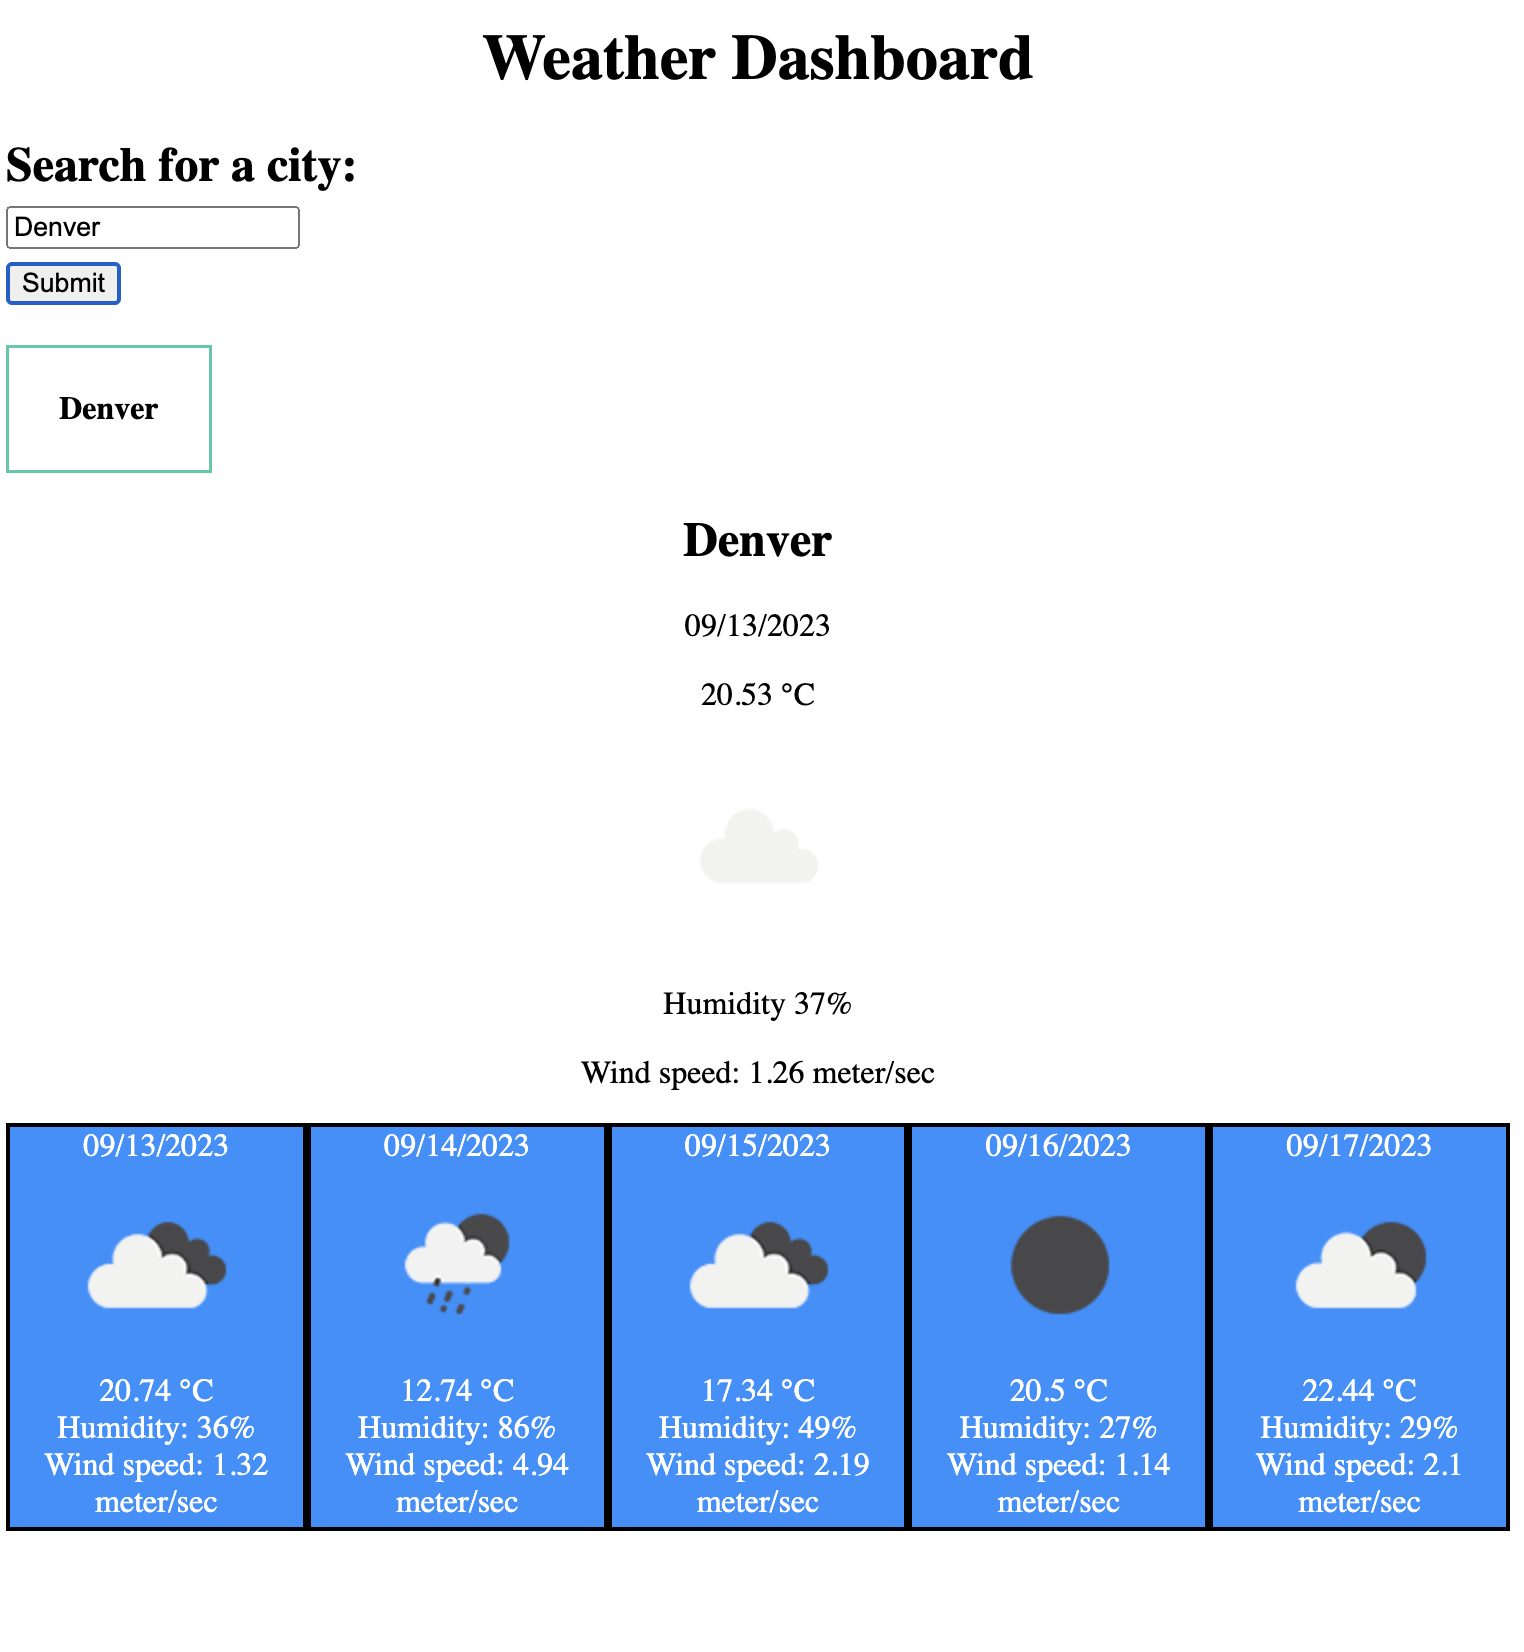 Weather Dashboard
Search for a city:
Denver
Submit
Denver
Denver
09/13/2023
20.53 °C
Humidity 37%
Wind speed: 1.26 meter/sec
09/13/2023
20.74 °C
Humidity: 36%
Wind speed: 1.32
meter/sec
09/14/2023
12.74 °C
Humidity: 86%
Wind speed: 4.94
meter/sec
09/15/2023
17.34 °C
Humidity: 49%
Wind speed: 2.19
meter/sec
09/16/2023
20.5 °C
Humidity: 27%
Wind speed: 1.14
meter/sec
09/17/2023
22.44 °C
Humidity: 29%
Wind speed: 2.1
meter/sec